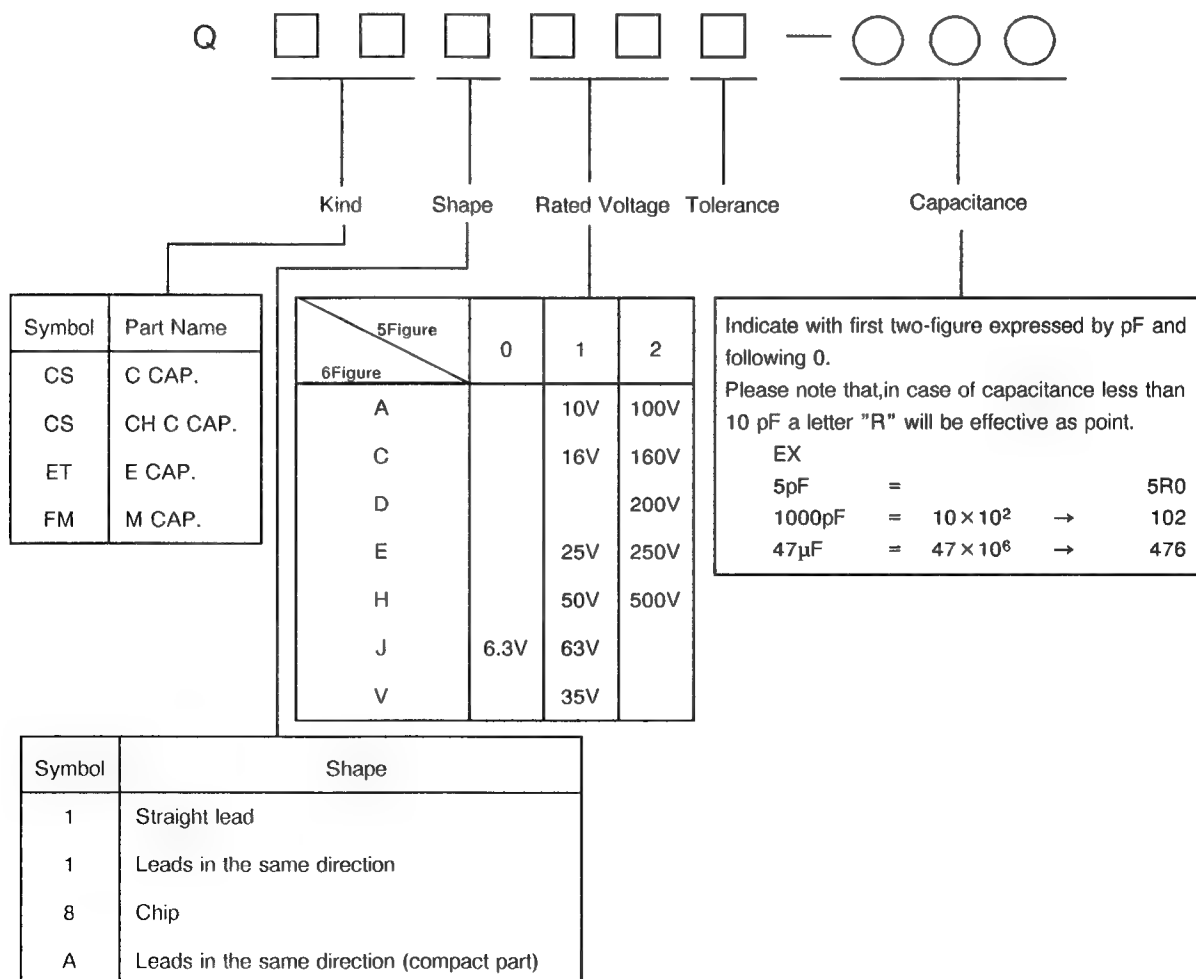 Q □ □ □ □ □ □ — ○ ○ ○
Kind Shape Rated Voltage Tolerance Capacitance
Symbol Part Name
CS C CAP.
CS CH C CAP.
ET E CAP.
FM M CAP.
5Figure 0 1 2
6Figure
A 10V 100V
C 16V 160V
D 200V
E 25V 250V
H 50V 500V
J 6.3V 63V
V 35V
Indicate with first two-figure expressed by pF and
following 0.
Please note that,in case of capacitance less than
10 pF a letter "R" will be effective as point.
EX
5pF = 5R0
1000pF = 10×10² → 102
47μF = 47×10⁶ → 476
Symbol Shape
1 Straight lead
1 Leads in the same direction
8 Chip
A Leads in the same direction (compact part)